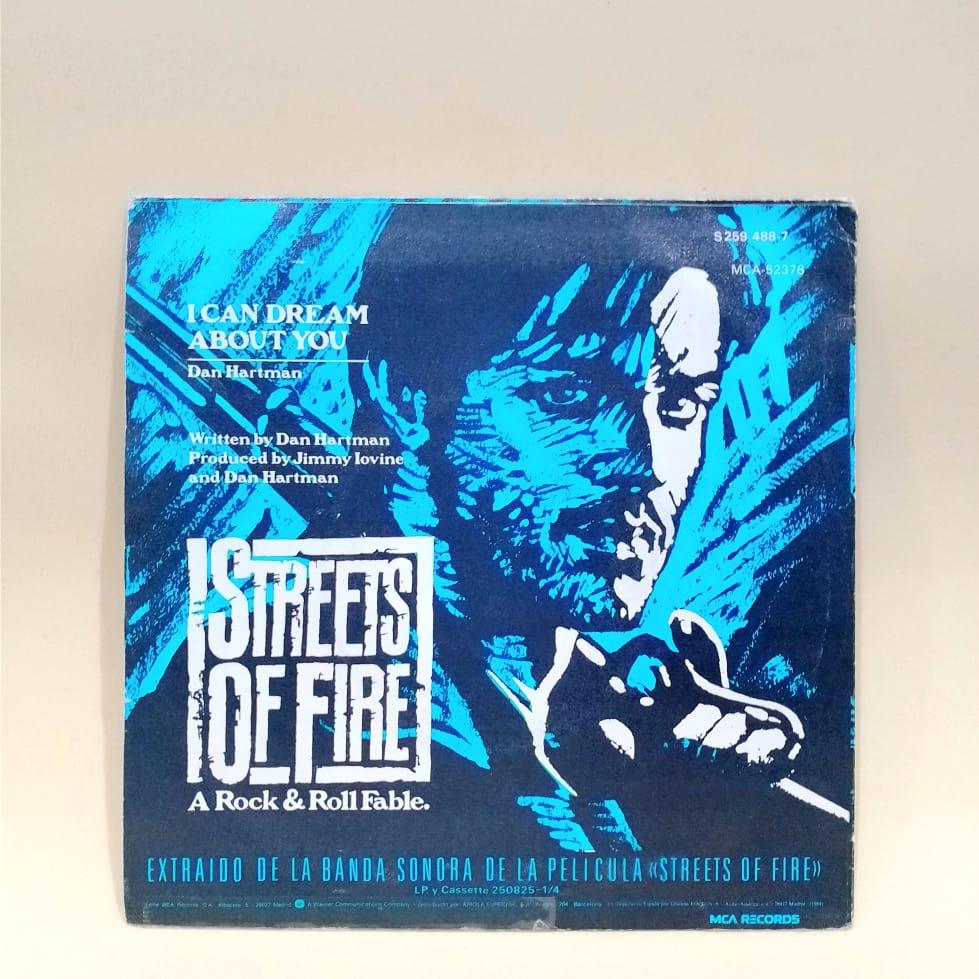 S 259 488-7
MCA-52378
I CAN DREAM
ABOUT YOU
Dan Hartman
Written by Dan Hartman
Produced by Jimmy Iovine
and Dan Hartman
STREETS
OF FIRE
A Rock & Roll Fable.
EXTRAIDO DE LA BANDA SONORA DE LA PELICULA «STREETS OF FIRE»
LP y Cassette 250825-1/4
A Warner Communications Company
MCA RECORDS